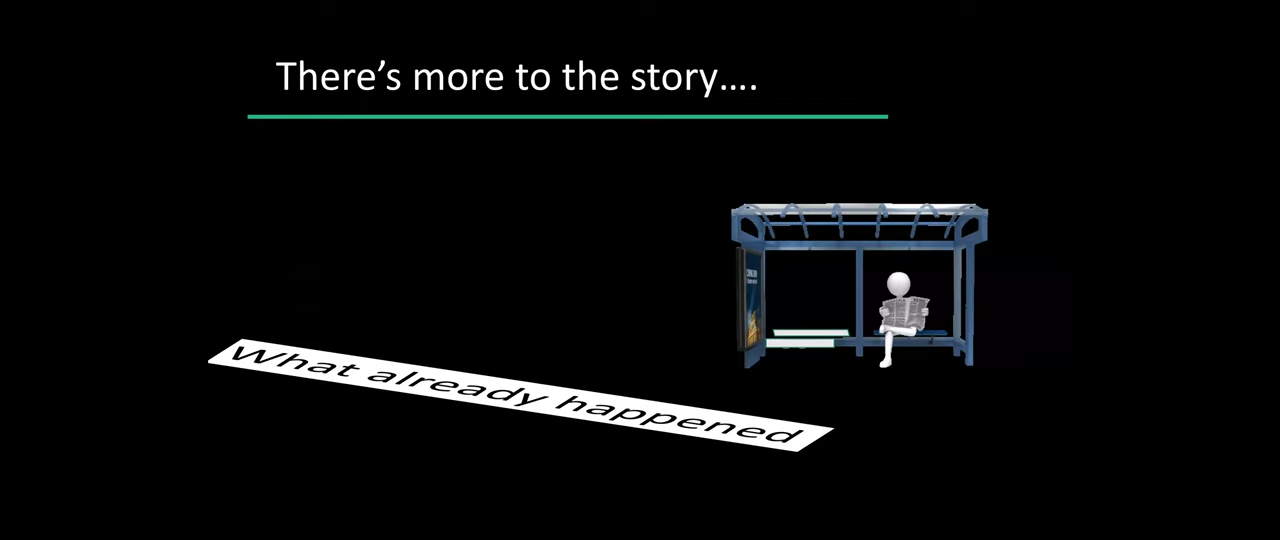 There’s more to the story....
What already happened